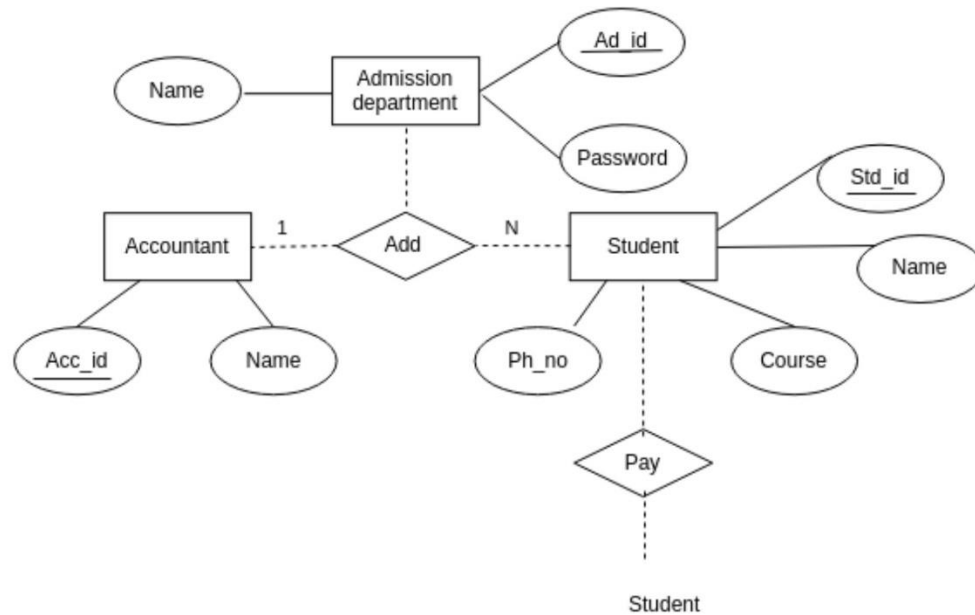 Ad_id
Name
Admission
department
Password
Std_id
Accountant
1
Add
N
Student
Name
Acc_id
Name
Ph_no
Course
Pay
Student